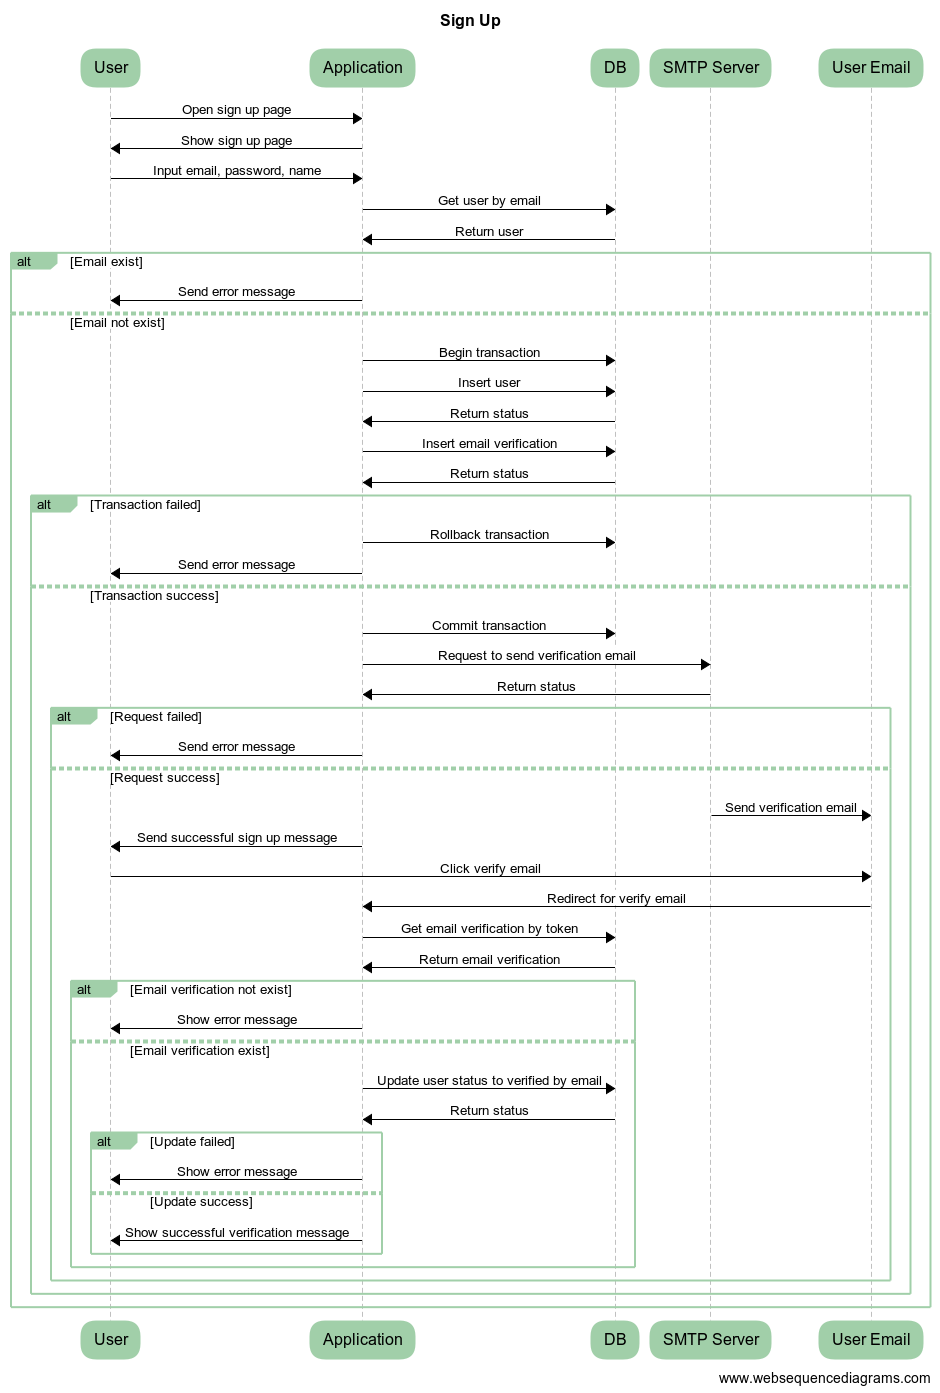 Sign Up
User Application DB SMTP Server User Email
Open sign up page
Show sign up page
Input email, password, name
Get user by email
Return user
alt [Email exist]
Send error message
[Email not exist]
Begin transaction
Insert user
Return status
Insert email verification
Return status
alt [Transaction failed]
Rollback transaction
Send error message
[Transaction success]
Commit transaction
Request to send verification email
Return status
alt [Request failed]
Send error message
[Request success]
Send verification email
Send successful sign up message
Click verify email
Redirect for verify email
Get email verification by token
Return email verification
alt [Email verification not exist]
Show error message
[Email verification exist]
Update user status to verified by email
Return status
alt [Update failed]
Show error message
[Update success]
Show successful verification message
User Application DB SMTP Server User Email
www.websequencediagrams.com